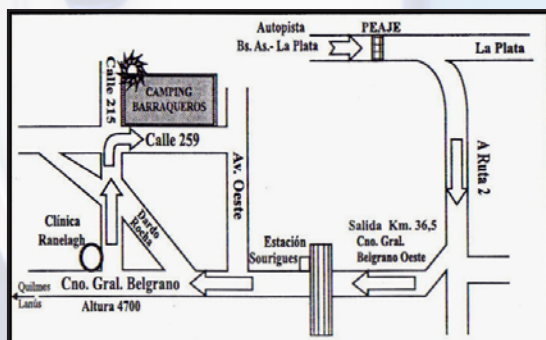 Autopista
Bs. As.- La Plata
PEAJE
La Plata
Calle 215
CAMPING
BARRAQUEROS
Calle 259
Av. Oeste
A Ruta 2
Clínica
Ranelagh
Dardo
Rocha
Estación
Sourigues
Salida Km. 36,5
Cno. Gral.
Belgrano Oeste
Cno. Gral. Belgrano
Altura 4700
Quilmes
Lanús